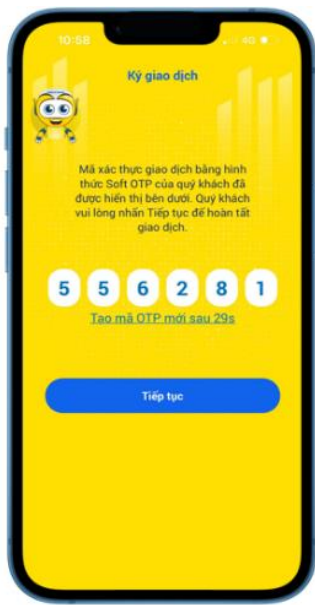 10:58
4G
Ký giao dịch
Mã xác thực giao dịch bằng hình
thức Soft OTP của quý khách đã
được hiển thị bên dưới. Quý khách
vui lòng nhấn Tiếp tục để hoàn tất
giao dịch.
5 5 6 2 8 1
Tạo mã OTP mới sau 29s
Tiếp tục